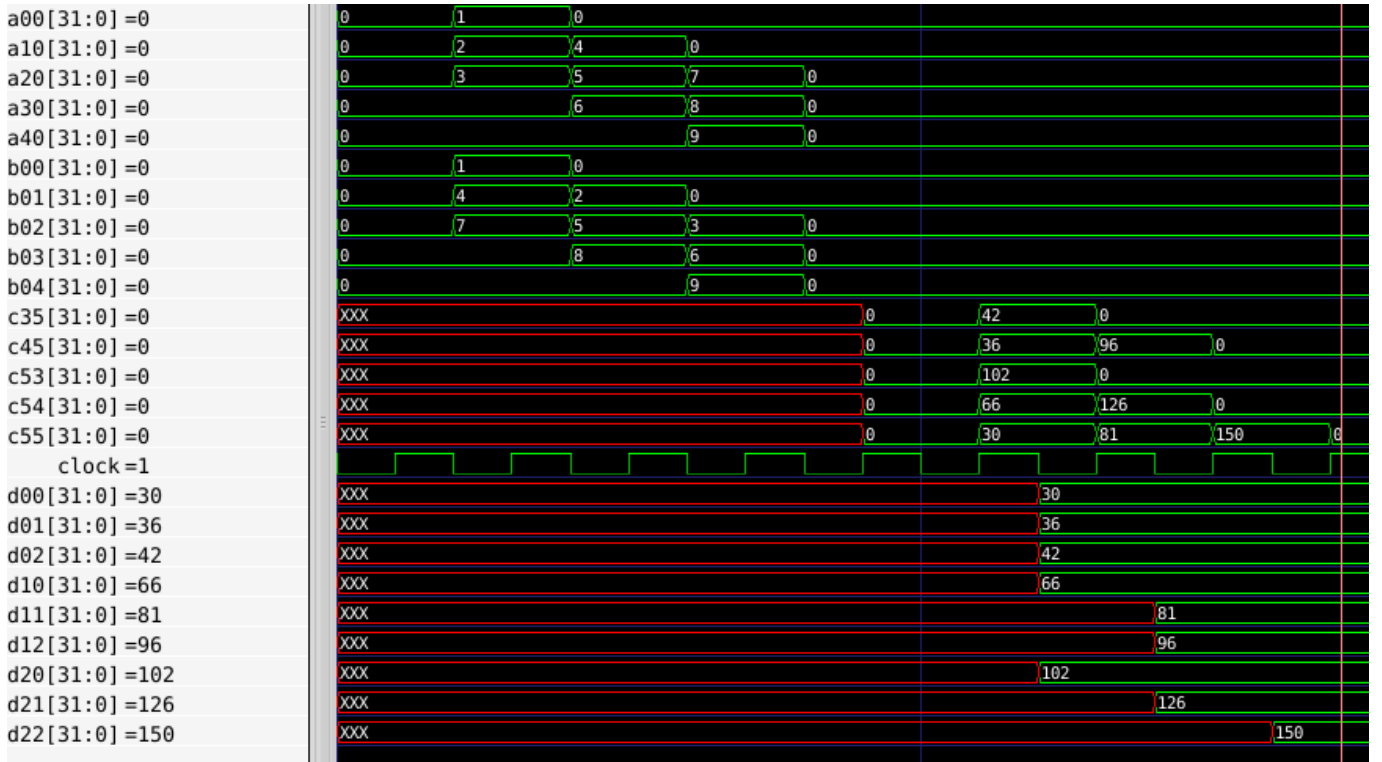 a00[31:0] =0 0 1 0
a10[31:0] =0 0 2 4 0
a20[31:0] =0 0 3 5 7 0
a30[31:0] =0 0 6 8 0
a40[31:0] =0 0 9 0
b00[31:0] =0 0 1 0
b01[31:0] =0 0 4 2 0
b02[31:0] =0 0 7 5 3 0
b03[31:0] =0 0 8 6 0
b04[31:0] =0 0 9 0
c35[31:0] =0 XXX 0 42 0
c45[31:0] =0 XXX 0 36 96 0
c53[31:0] =0 XXX 0 102 0
c54[31:0] =0 XXX 0 66 126 0
c55[31:0] =0 XXX 0 30 81 150 0
clock =1
d00[31:0] =30 XXX 30
d01[31:0] =36 XXX 36
d02[31:0] =42 XXX 42
d10[31:0] =66 XXX 66
d11[31:0] =81 XXX 81
d12[31:0] =96 XXX 96
d20[31:0] =102 XXX 102
d21[31:0] =126 XXX 126
d22[31:0] =150 XXX 150